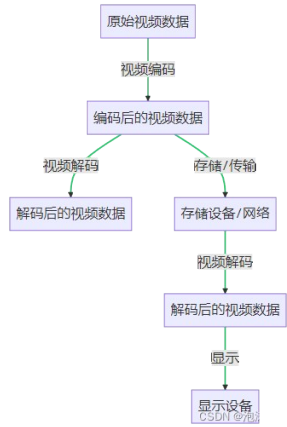 原始视频数据
视频编码
编码后的视频数据
视频解码
存储/传输
解码后的视频数据
存储设备/网络
视频解码
解码后的视频数据
显示
显示设备
CSDN @泡